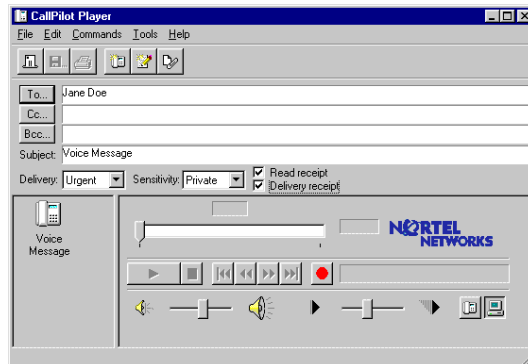 CallPilot Player
File Edit Commands Tools Help
To... Jane Doe
Cc...
Bcc...
Subject: Voice Message
Delivery: Urgent Sensitivity: Private Read receipt
Delivery receipt
Voice
Message
NORTEL
NETWORKS